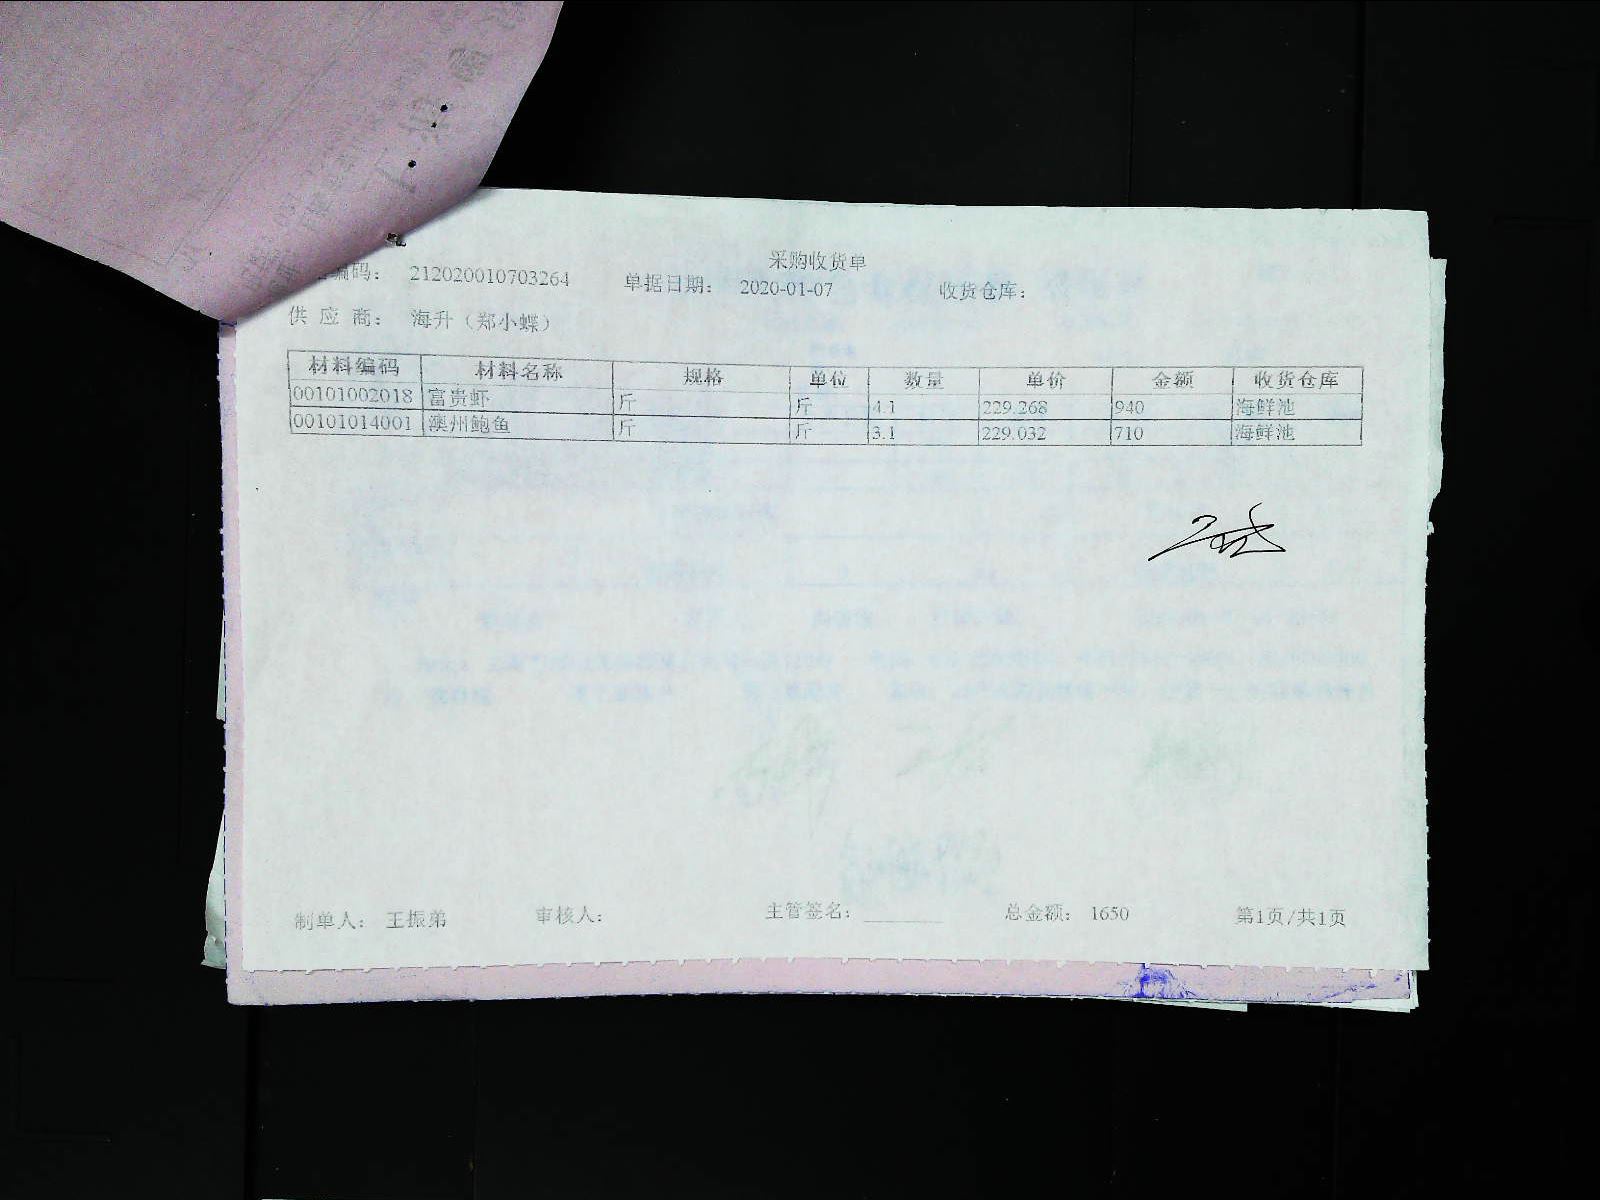 采购收货单
编码： 212020010703264 单据日期： 2020-01-07 收货仓库：
供 应 商： 海升（郑小蝶）
材料编码 材料名称 规格 单位 数量 单价 金额 收货仓库
00101002018 富贵虾 斤 斤 4.1 229.268 940 海鲜池
00101014001 澳州鲍鱼 斤 斤 3.1 229.032 710 海鲜池
制单人： 王振弟 审核人： 主管签名： 总金额： 1650 第1页/共1页